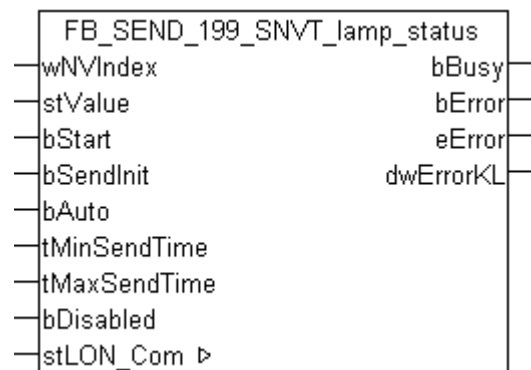 FB_SEND_199_SNVT_lamp_status
wNVIndex bBusy
stValue bError
bStart eError
bSendInit dwErrorKL
bAuto
tMinSendTime
tMaxSendTime
bDisabled
stLON_Com ▷